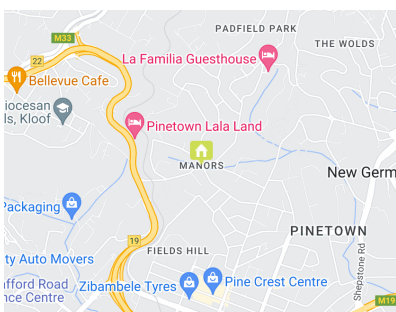 PADFIELD PARK
M33
THE WOLDS
22
La Familia Guesthouse
Bellevue Cafe
iocesan
ls, Kloof
Pinetown Lala Land
MANORS
New Germ
Packaging
PINETOWN
19
FIELDS HILL
ty Auto Movers
Shepstone Rd
Pine Crest Centre
afford Road
nce Centre
Zibambele Tyres
M19